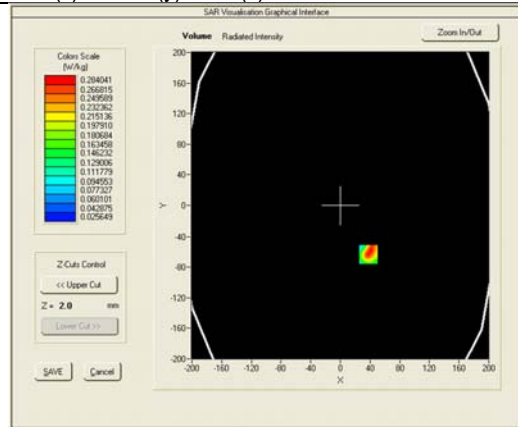 SAR Visualisation Graphical Interface
Volume Radiated Intensity
Zoom In/Out
Colors Scale
(W/kg)
0.284041
0.266815
0.249589
0.232362
0.215136
0.197910
0.180684
0.163458
0.146232
0.129006
0.111779
0.094553
0.077327
0.060101
0.042875
0.025649
Z-Cuts Control
<< Upper Cut
Z = 2.0 mm
Lower Cut >>
SAVE Cancel
200
160
120
80
40
Y 0
-40
-80
-120
-160
-200
-200 -160 -120 -80 -40 0 40 80 120 160 200
X